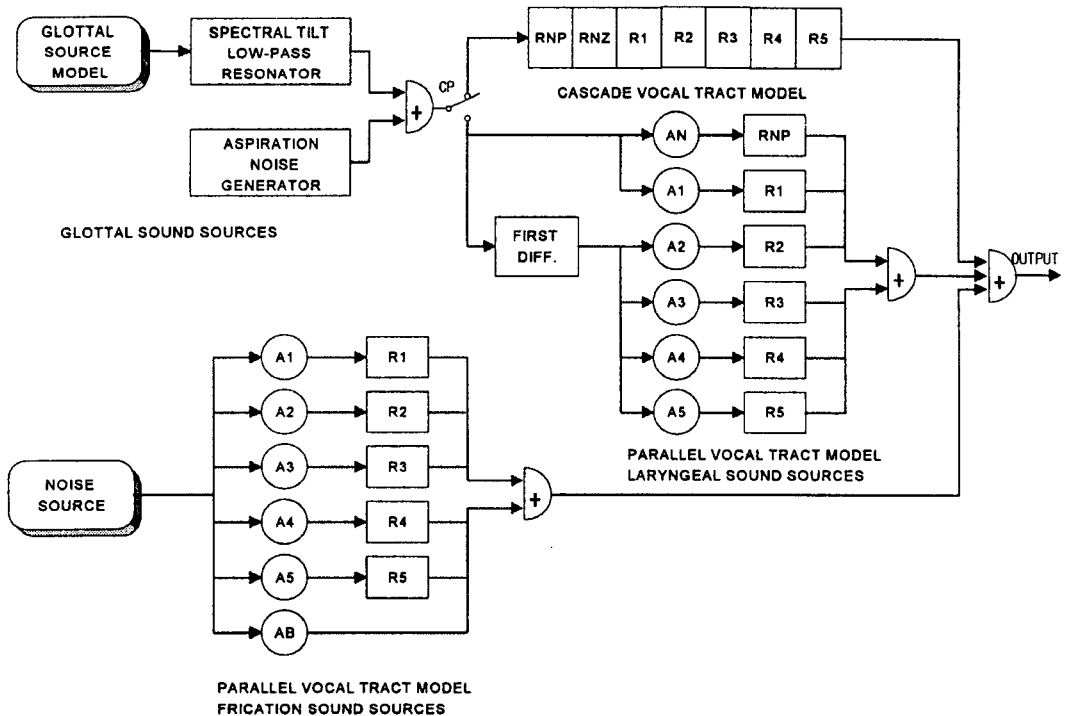 GLOTTAL
SOURCE
MODEL
SPECTRAL TILT
LOW-PASS
RESONATOR
ASPIRATION
NOISE
GENERATOR
GLOTTAL SOUND SOURCES
+
CP
RNP RNZ R1 R2 R3 R4 R5
CASCADE VOCAL TRACT MODEL
AN RNP
A1 R1
FIRST
DIFF.
A2 R2
A3 R3
A4 R4
A5 R5
+
+
OUTPUT
PARALLEL VOCAL TRACT MODEL
LARYNGEAL SOUND SOURCES
NOISE
SOURCE
A1 R1
A2 R2
A3 R3
A4 R4
A5 R5
AB
+
PARALLEL VOCAL TRACT MODEL
FRICATION SOUND SOURCES